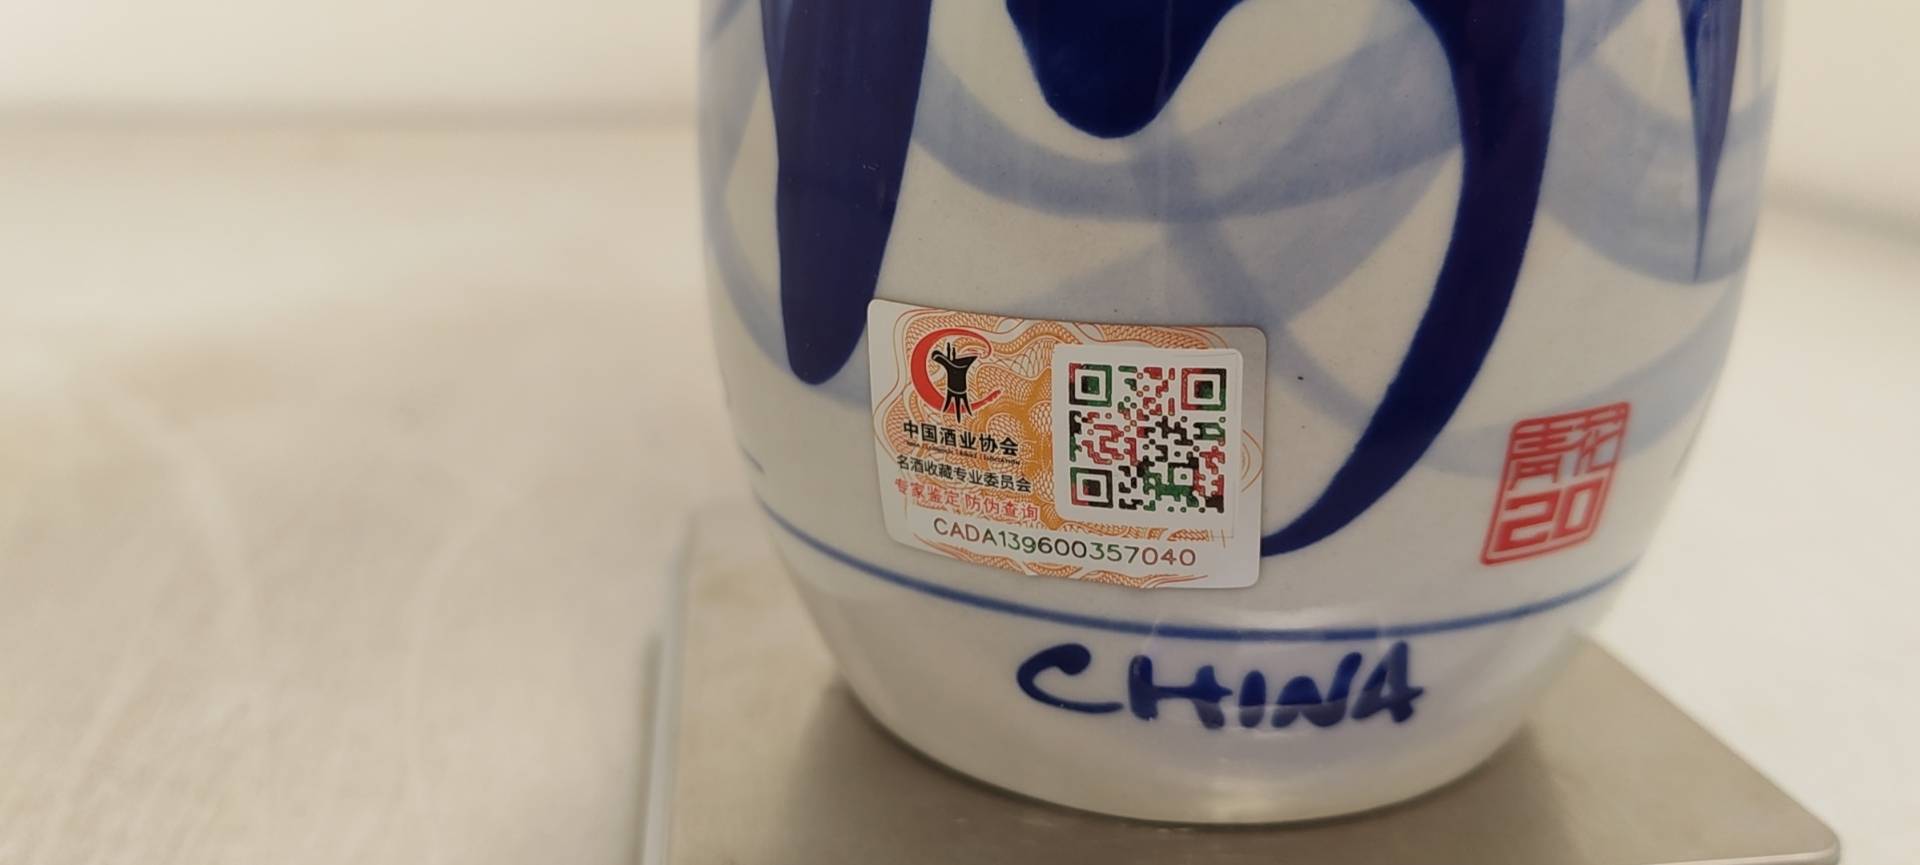 中国酒业协会
名酒收藏专业委员会
专家鉴定 防伪查询
CADA139600357040
青花
20
CHINA